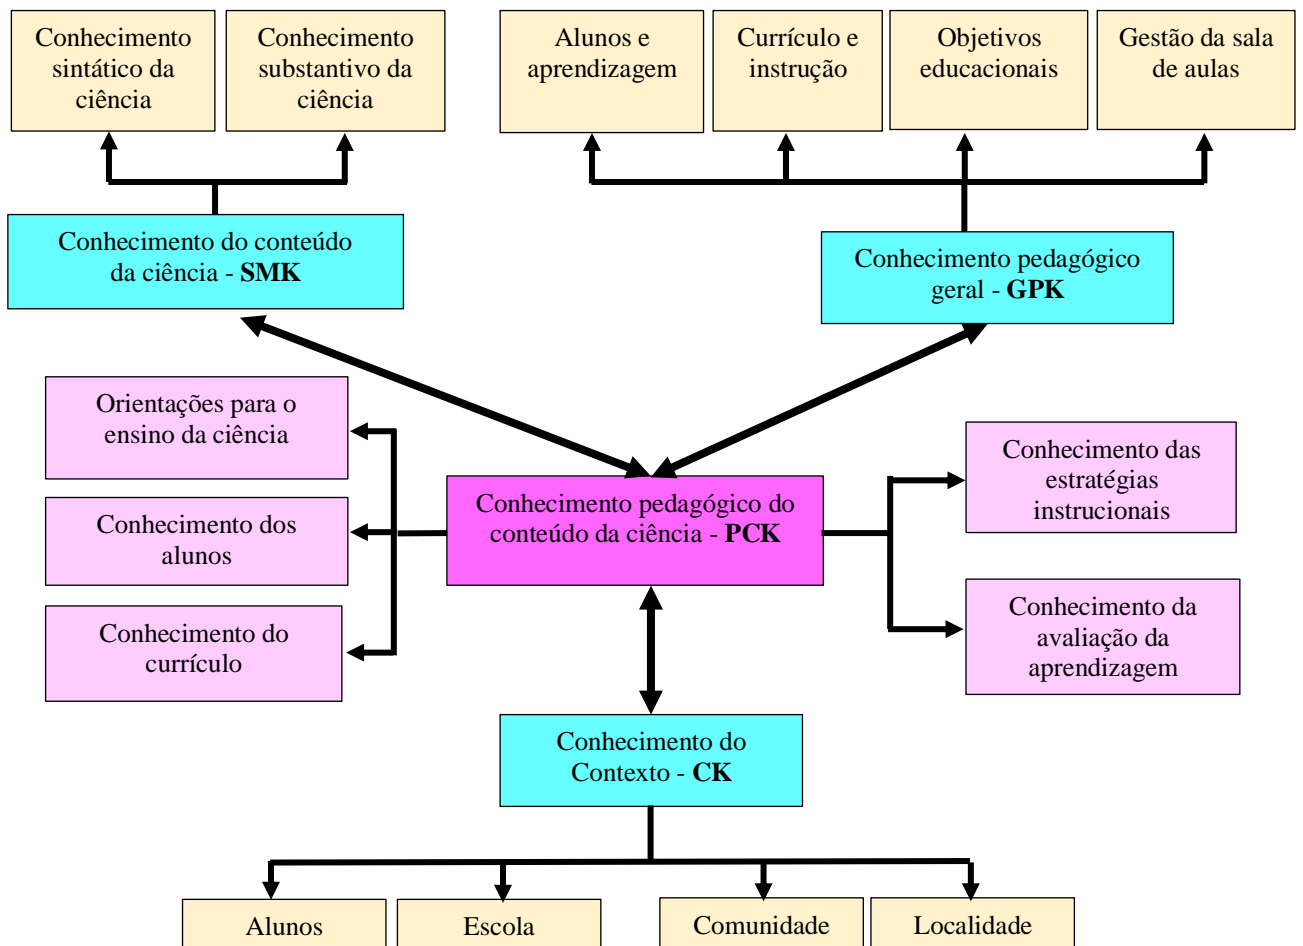 Conhecimento
sintático da
ciência
Conhecimento
substantivo da
ciência
Alunos e
aprendizagem
Currículo e
instrução
Objetivos
educacionais
Gestão da sala
de aulas
Conhecimento do conteúdo
da ciência - SMK
Conhecimento pedagógico
geral - GPK
Orientações para o
ensino da ciência
Conhecimento dos
alunos
Conhecimento do
currículo
Conhecimento pedagógico do
conteúdo da ciência - PCK
Conhecimento das
estratégias
instrucionais
Conhecimento da
avaliação da
aprendizagem
Conhecimento do
Contexto - CK
Alunos
Escola
Comunidade
Localidade